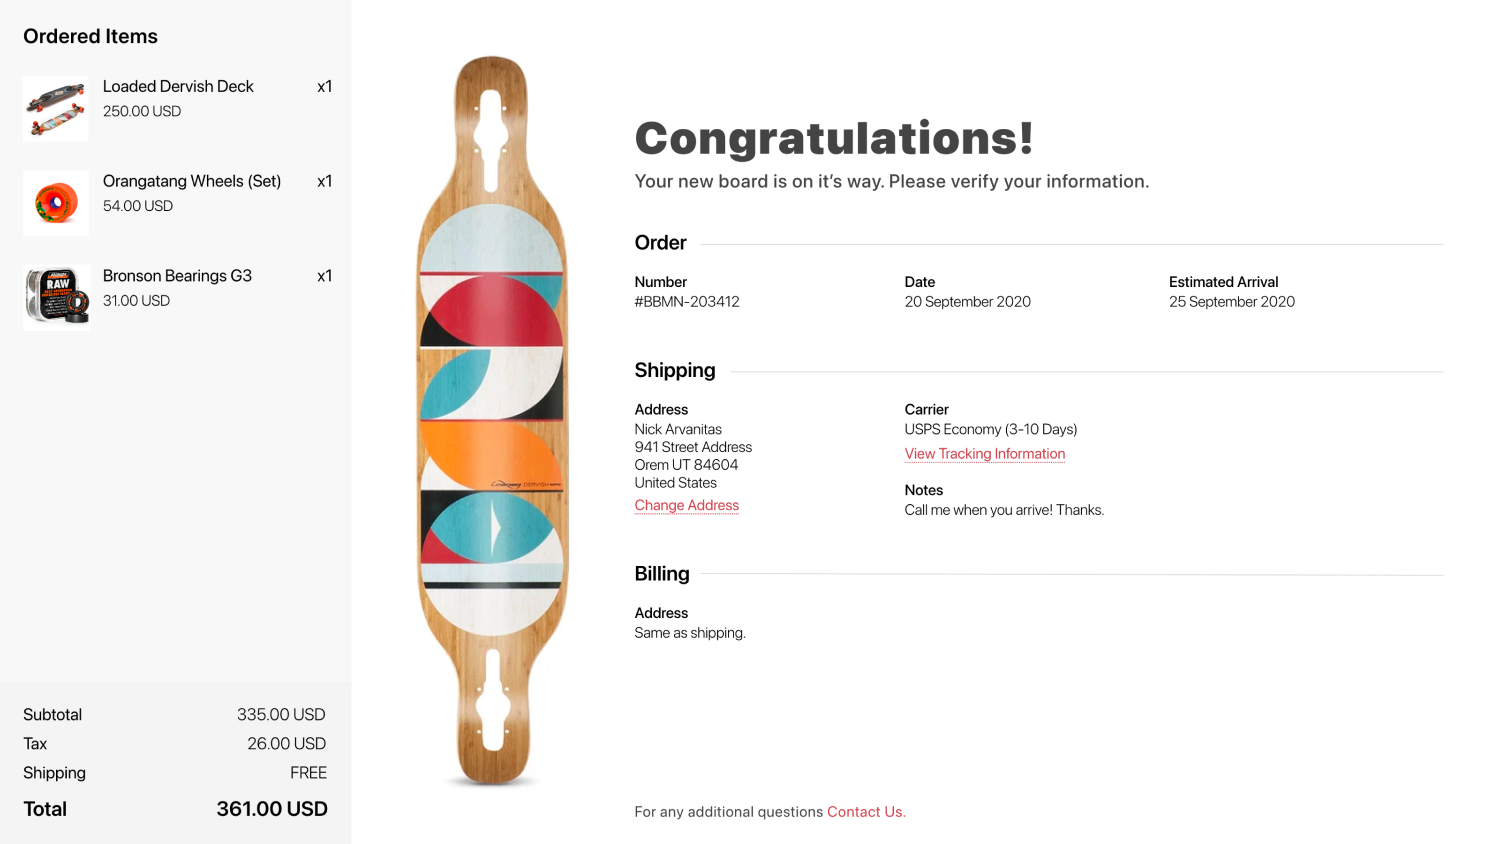 Ordered Items
Loaded Dervish Deck x1
250.00 USD
Orangatang Wheels (Set) x1
54.00 USD
RAW
Bronson Bearings G3 x1
31.00 USD
Subtotal 335.00 USD
Tax 26.00 USD
Shipping FREE
Total 361.00 USD
DERVISH
Congratulations!
Your new board is on it’s way. Please verify your information.
Order
Number Date Estimated Arrival
#BBMN-203412 20 September 2020 25 September 2020
Shipping
Address
Nick Arvanitas
941 Street Address
Orem UT 84604
United States
Change Address
Carrier
USPS Economy (3-10 Days)
View Tracking Information
Notes
Call me when you arrive! Thanks.
Billing
Address
Same as shipping.
For any additional questions Contact Us.